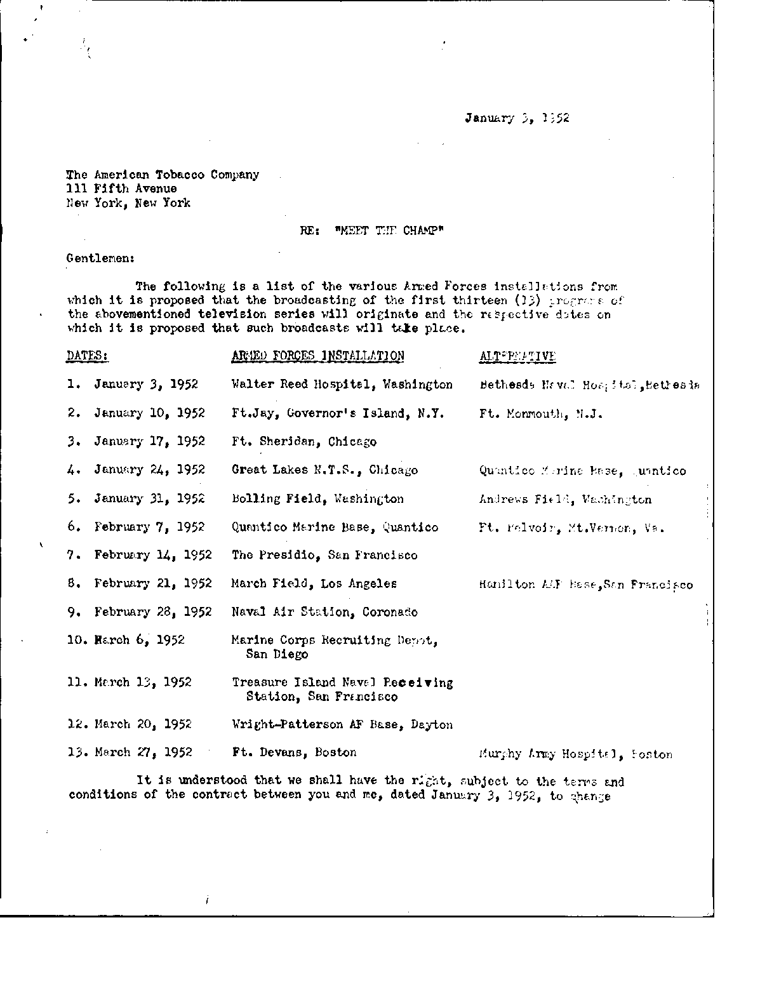 January 3, 1952
The American Tobacco Company
111 Fifth Avenue
New York, New York
RE: "MEET THE CHAMP"
Gentlemen:
The following is a list of the various Armed Forces installations from
which it is proposed that the broadcasting of the first thirteen (13) programs of
the abovementioned television series will originate and the respective dates on
which it is proposed that such broadcasts will take place.
DATES: ARMED FORCES INSTALLATION ALTERNATIVE
1. January 3, 1952 Walter Reed Hospital, Washington Bethesda Naval Hospital,Bethesda
2. January 10, 1952 Ft.Jay, Governor's Island, N.Y. Ft. Monmouth, N.J.
3. January 17, 1952 Ft. Sheridan, Chicago
4. January 24, 1952 Great Lakes N.T.S., Chicago Quantico Marine Base, Quantico
5. January 31, 1952 Bolling Field, Washington Andrews Field, Washington
6. February 7, 1952 Quantico Marine Base, Quantico Ft. Belvoir, Mt.Vernon, Va.
7. February 14, 1952 The Presidio, San Francisco
8. February 21, 1952 March Field, Los Angeles Hamilton AAF Base,San Francisco
9. February 28, 1952 Naval Air Station, Coronado
10. March 6, 1952 Marine Corps Recruiting Depot,
San Diego
11. March 13, 1952 Treasure Island Naval Receiving
Station, San Francisco
12. March 20, 1952 Wright-Patterson AF Base, Dayton
13. March 27, 1952 Ft. Devans, Boston Murphy Army Hospital, Boston
It is understood that we shall have the right, subject to the terms and
conditions of the contract between you and me, dated January 3, 1952, to change